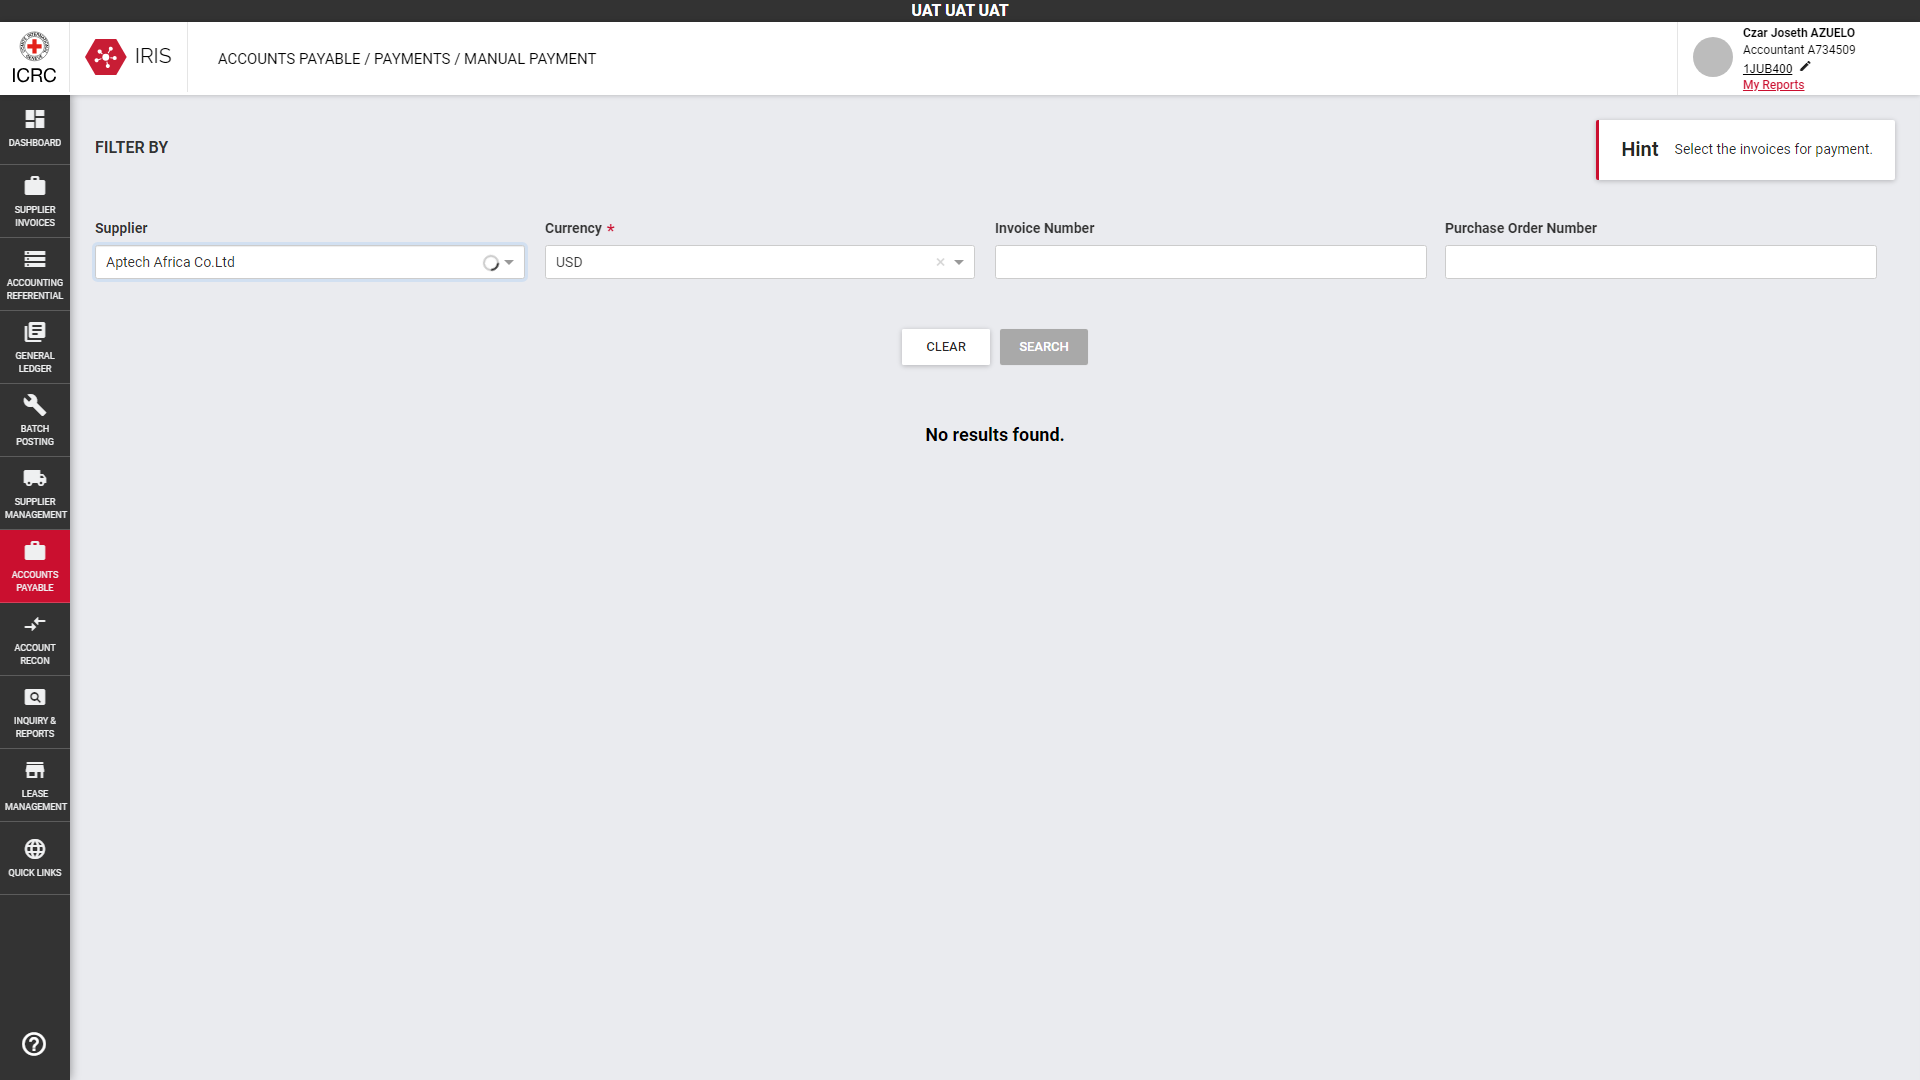 UAT UAT UAT
ICRC
IRIS
ACCOUNTS PAYABLE / PAYMENTS / MANUAL PAYMENT
Czar Joseth AZUELO
Accountant A734509
1JUB400
My Reports
DASHBOARD
SUPPLIER
INVOICES
ACCOUNTING
REFERENTIAL
GENERAL
LEDGER
BATCH
POSTING
SUPPLIER
MANAGEMENT
ACCOUNTS
PAYABLE
ACCOUNT
RECON
INQUIRY &
REPORTS
LEASE
MANAGEMENT
QUICK LINKS
FILTER BY
Hint Select the invoices for payment.
Supplier
Currency *
Invoice Number
Purchase Order Number
Aptech Africa Co.Ltd
USD
CLEAR
SEARCH
No results found.